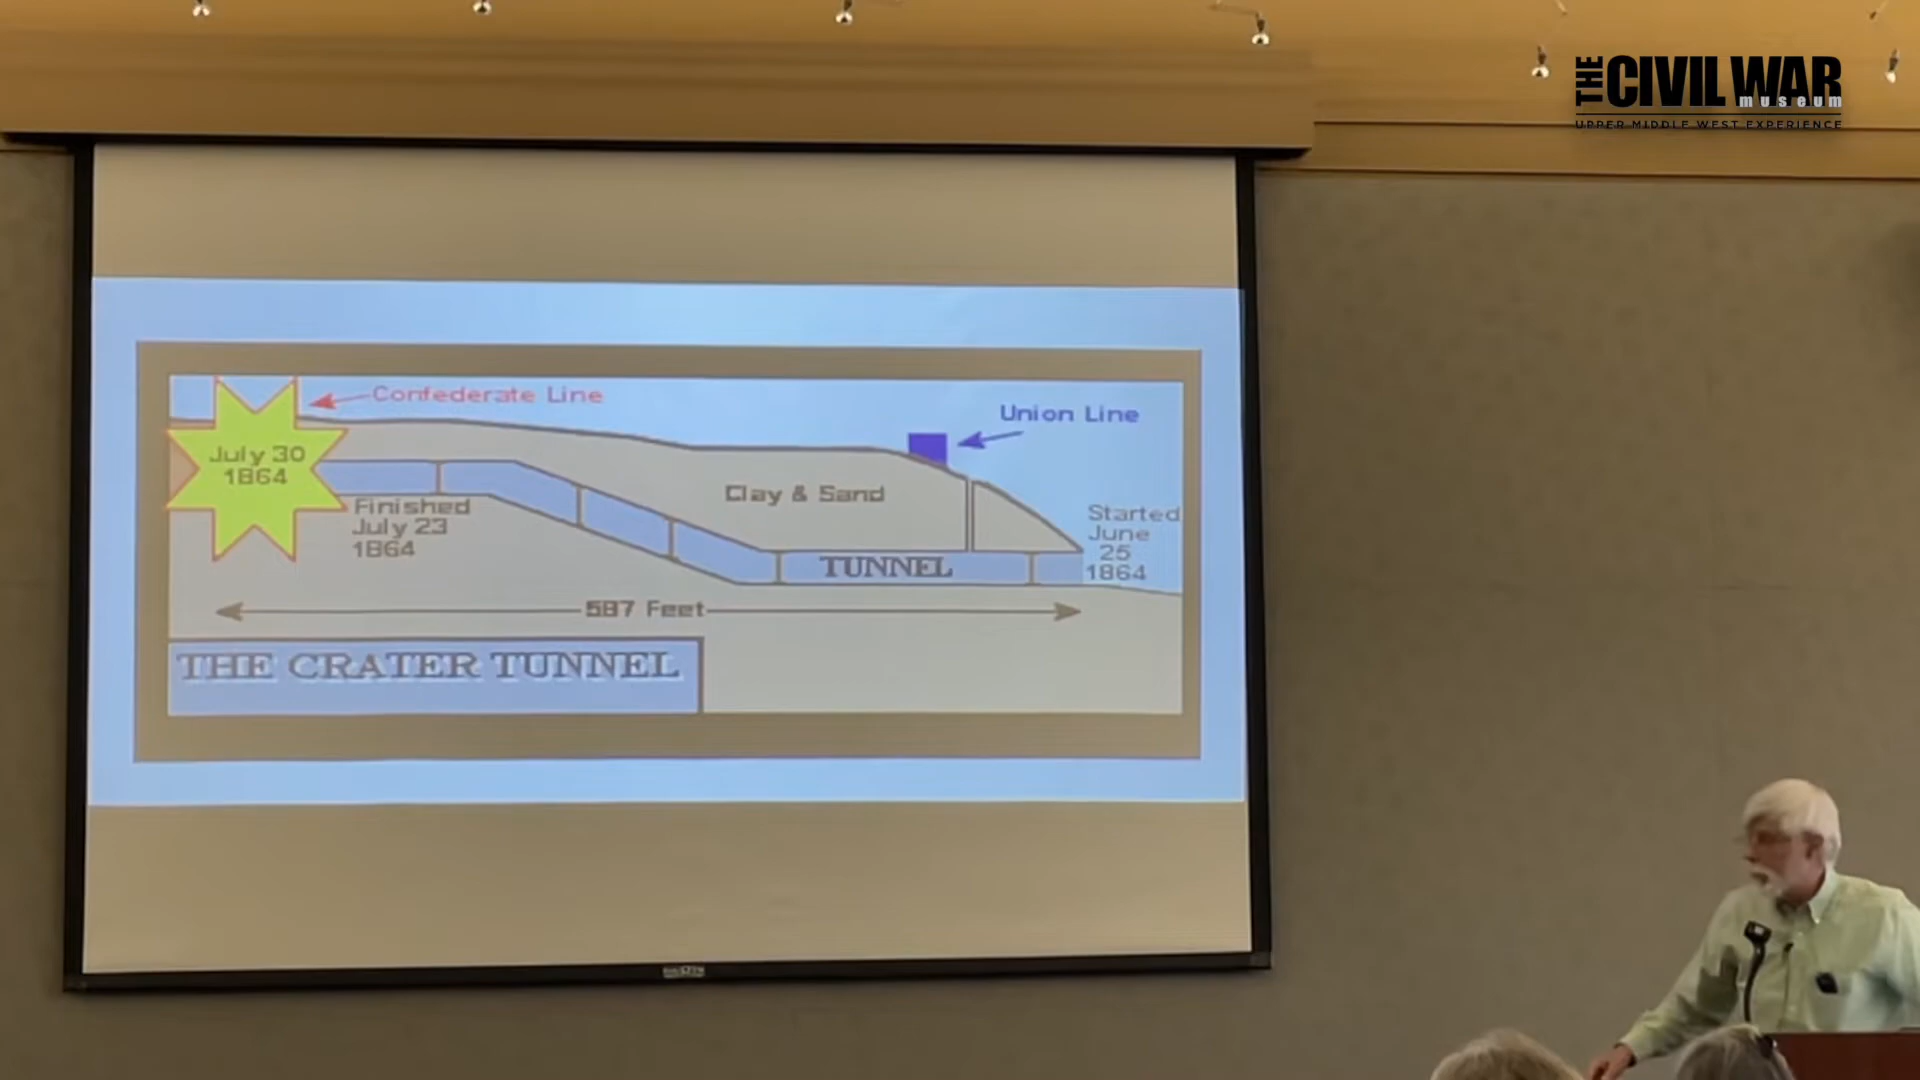 THE CIVIL WAR
museum
UPPER MIDDLE WEST EXPERIENCE
Confederate Line
Union Line
July 30
1864
Clay & Sand
Finished
July 23
1864
Started
June
25
1864
TUNNEL
587 Feet
THE CRATER TUNNEL